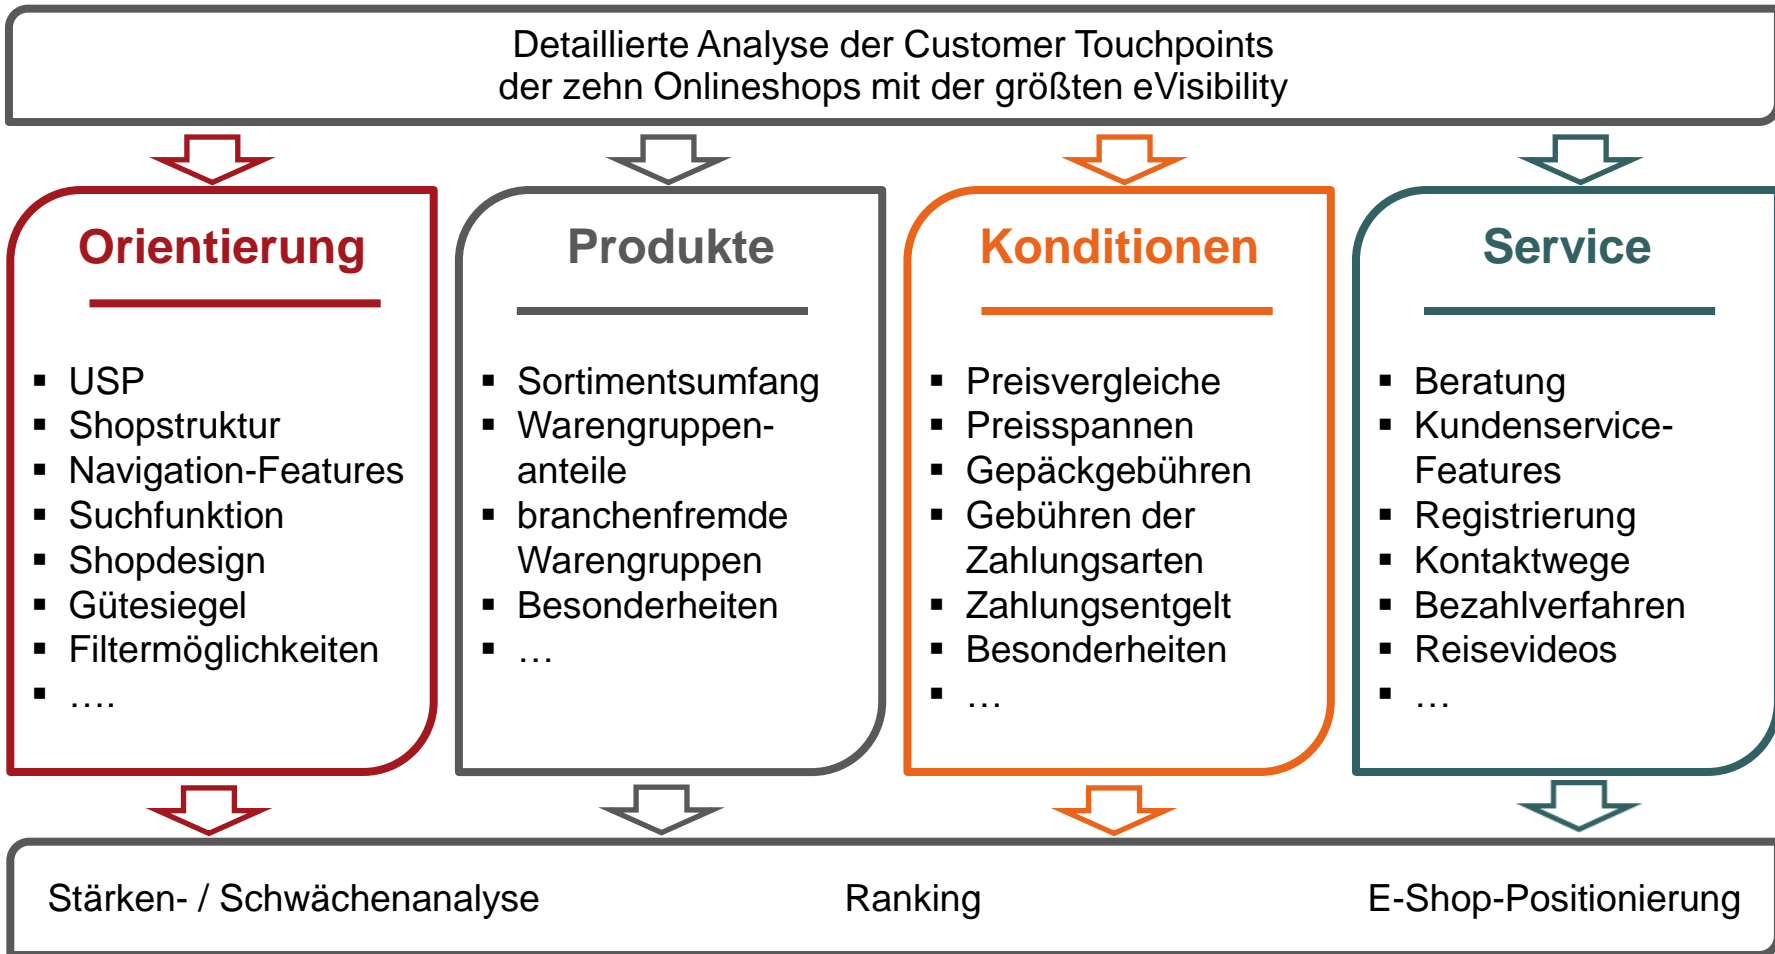 Detaillierte Analyse der Customer Touchpoints
der zehn Onlineshops mit der größten eVisibility
Orientierung
▪ USP
▪ Shopstruktur
▪ Navigation-Features
▪ Suchfunktion
▪ Shopdesign
▪ Gütesiegel
▪ Filtermöglichkeiten
▪ ….
Produkte
▪ Sortimentsumfang
▪ Warengruppen-
anteile
▪ branchenfremde
Warengruppen
▪ Besonderheiten
▪ …
Konditionen
▪ Preisvergleiche
▪ Preisspannen
▪ Gepäckgebühren
▪ Gebühren der
Zahlungsarten
▪ Zahlungsentgelt
▪ Besonderheiten
▪ …
Service
▪ Beratung
▪ Kundenservice-
Features
▪ Registrierung
▪ Kontaktwege
▪ Bezahlverfahren
▪ Reisevideos
▪ …
Stärken- / Schwächenanalyse
Ranking
E-Shop-Positionierung